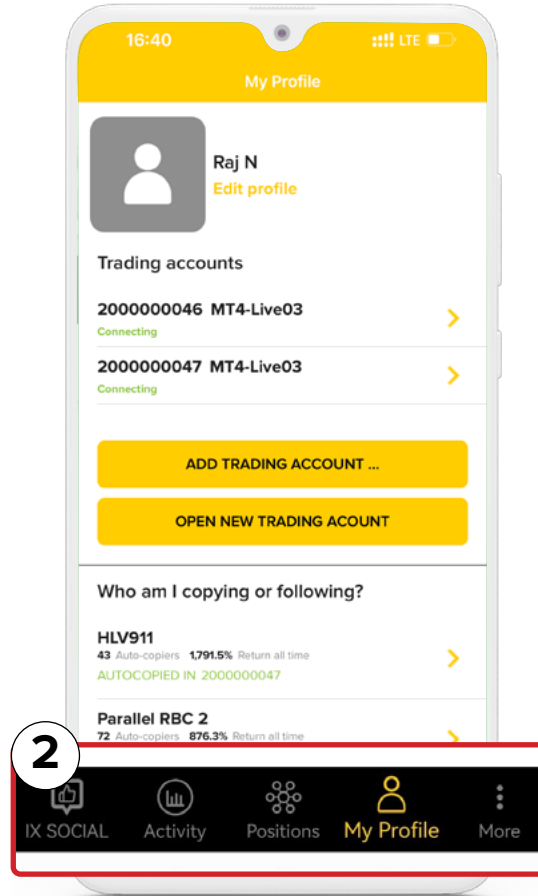 16:40 LTE
My Profile
Raj N
Edit profile
Trading accounts
2000000046 MT4-Live03
Connecting
2000000047 MT4-Live03
Connecting
ADD TRADING ACCOUNT ...
OPEN NEW TRADING ACOUNT
Who am I copying or following?
HLV911
43 Auto-copiers 1,791.5% Return all time
AUTOCOPIED IN 2000000047
Parallel RBC 2
72 Auto-copiers 876.3% Return all time
2
IX SOCIAL Activity Positions My Profile More